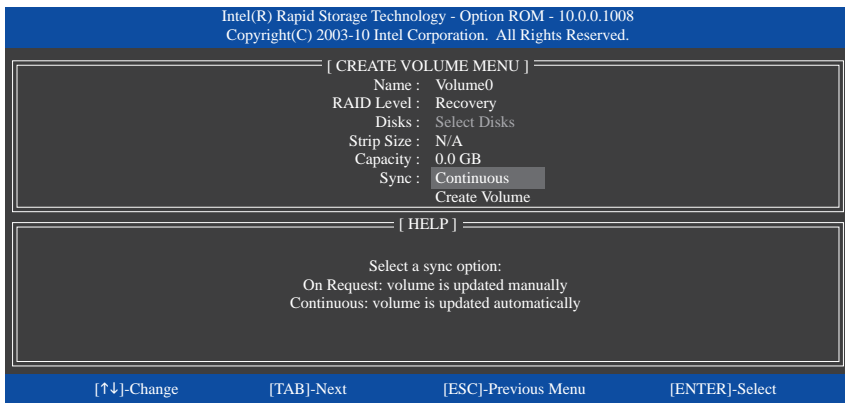 Intel(R) Rapid Storage Technology - Option ROM - 10.0.0.1008
Copyright(C) 2003-10 Intel Corporation. All Rights Reserved.
[ CREATE VOLUME MENU ]
Name : Volume0
RAID Level : Recovery
Disks : Select Disks
Strip Size : N/A
Capacity : 0.0 GB
Sync : Continuous
Create Volume
[ HELP ]
Select a sync option:
On Request: volume is updated manually
Continuous: volume is updated automatically
[↑↓]-Change [TAB]-Next [ESC]-Previous Menu [ENTER]-Select